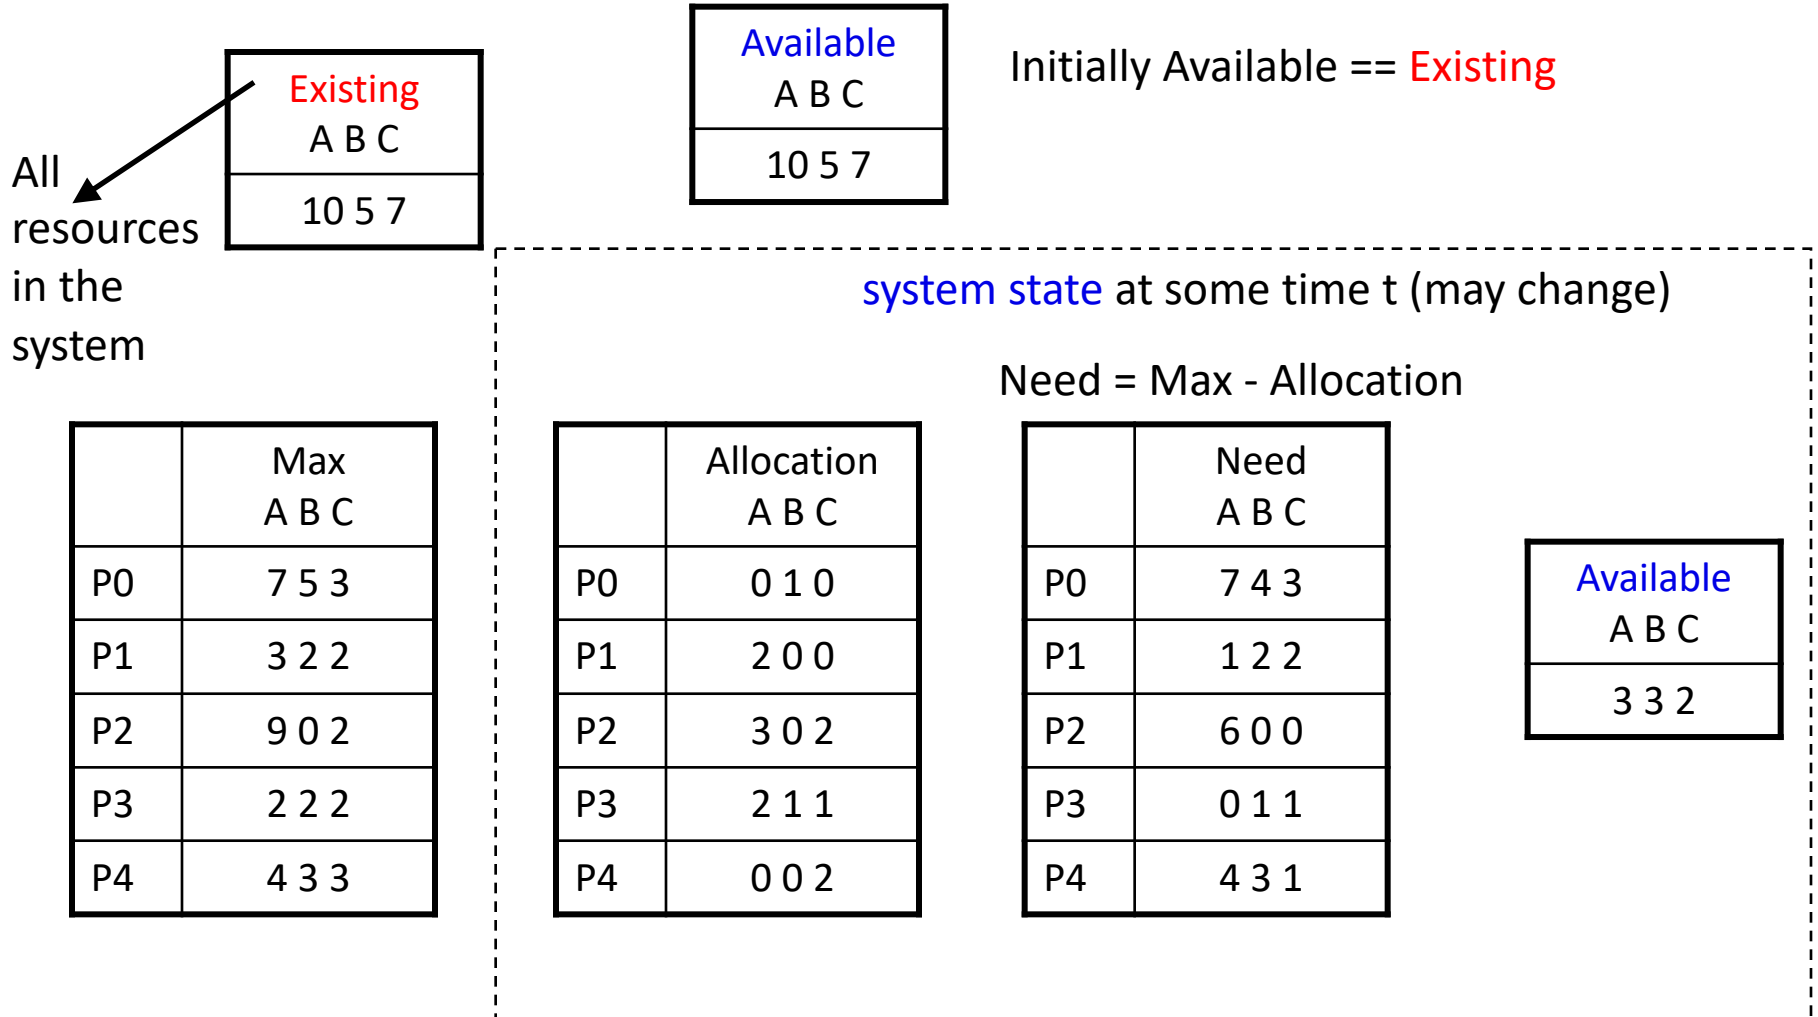 Existing
A B C
10 5 7
Available
A B C
10 5 7
Initially Available == Existing
All
resources
in the
system
system state at some time t (may change)
Need = Max - Allocation
Max
A B C
P0 7 5 3
P1 3 2 2
P2 9 0 2
P3 2 2 2
P4 4 3 3
Allocation
A B C
P0 0 1 0
P1 2 0 0
P2 3 0 2
P3 2 1 1
P4 0 0 2
Need
A B C
P0 7 4 3
P1 1 2 2
P2 6 0 0
P3 0 1 1
P4 4 3 1
Available
A B C
3 3 2